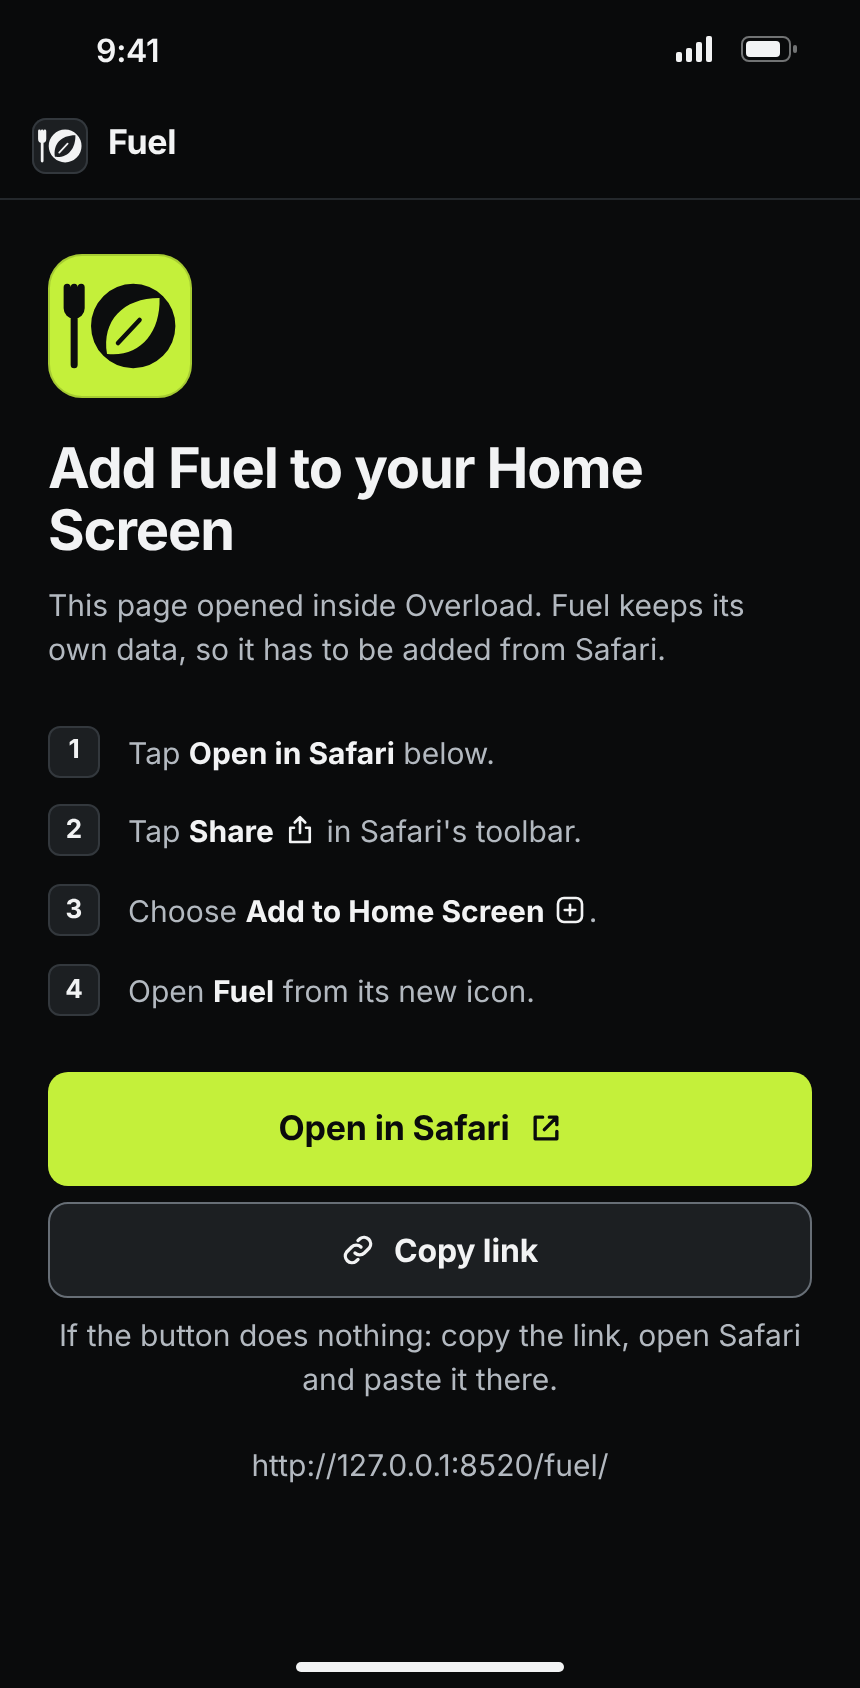 9:41
Fuel
Add Fuel to your Home
Screen
This page opened inside Overload. Fuel keeps its
own data, so it has to be added from Safari.
1 Tap Open in Safari below.
2 Tap Share in Safari's toolbar.
3 Choose Add to Home Screen .
4 Open Fuel from its new icon.
Open in Safari
Copy link
If the button does nothing: copy the link, open Safari
and paste it there.
http://127.0.0.1:8520/fuel/